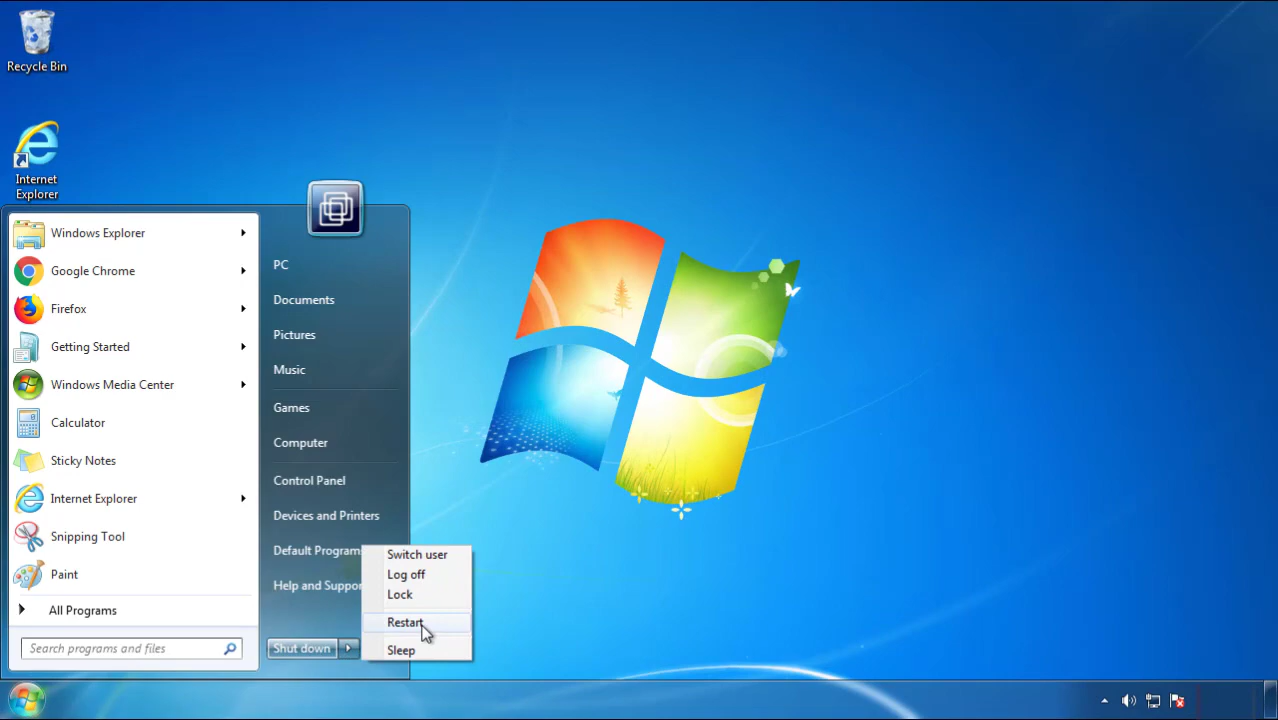 Recycle Bin
Internet
Explorer
Windows Explorer
Google Chrome
Firefox
Getting Started
Windows Media Center
Calculator
Sticky Notes
Internet Explorer
Snipping Tool
Paint
All Programs
Search programs and files
PC
Documents
Pictures
Music
Games
Computer
Control Panel
Devices and Printers
Default Program
Help and Suppor
Shut down
Switch user
Log off
Lock
Restart
Sleep